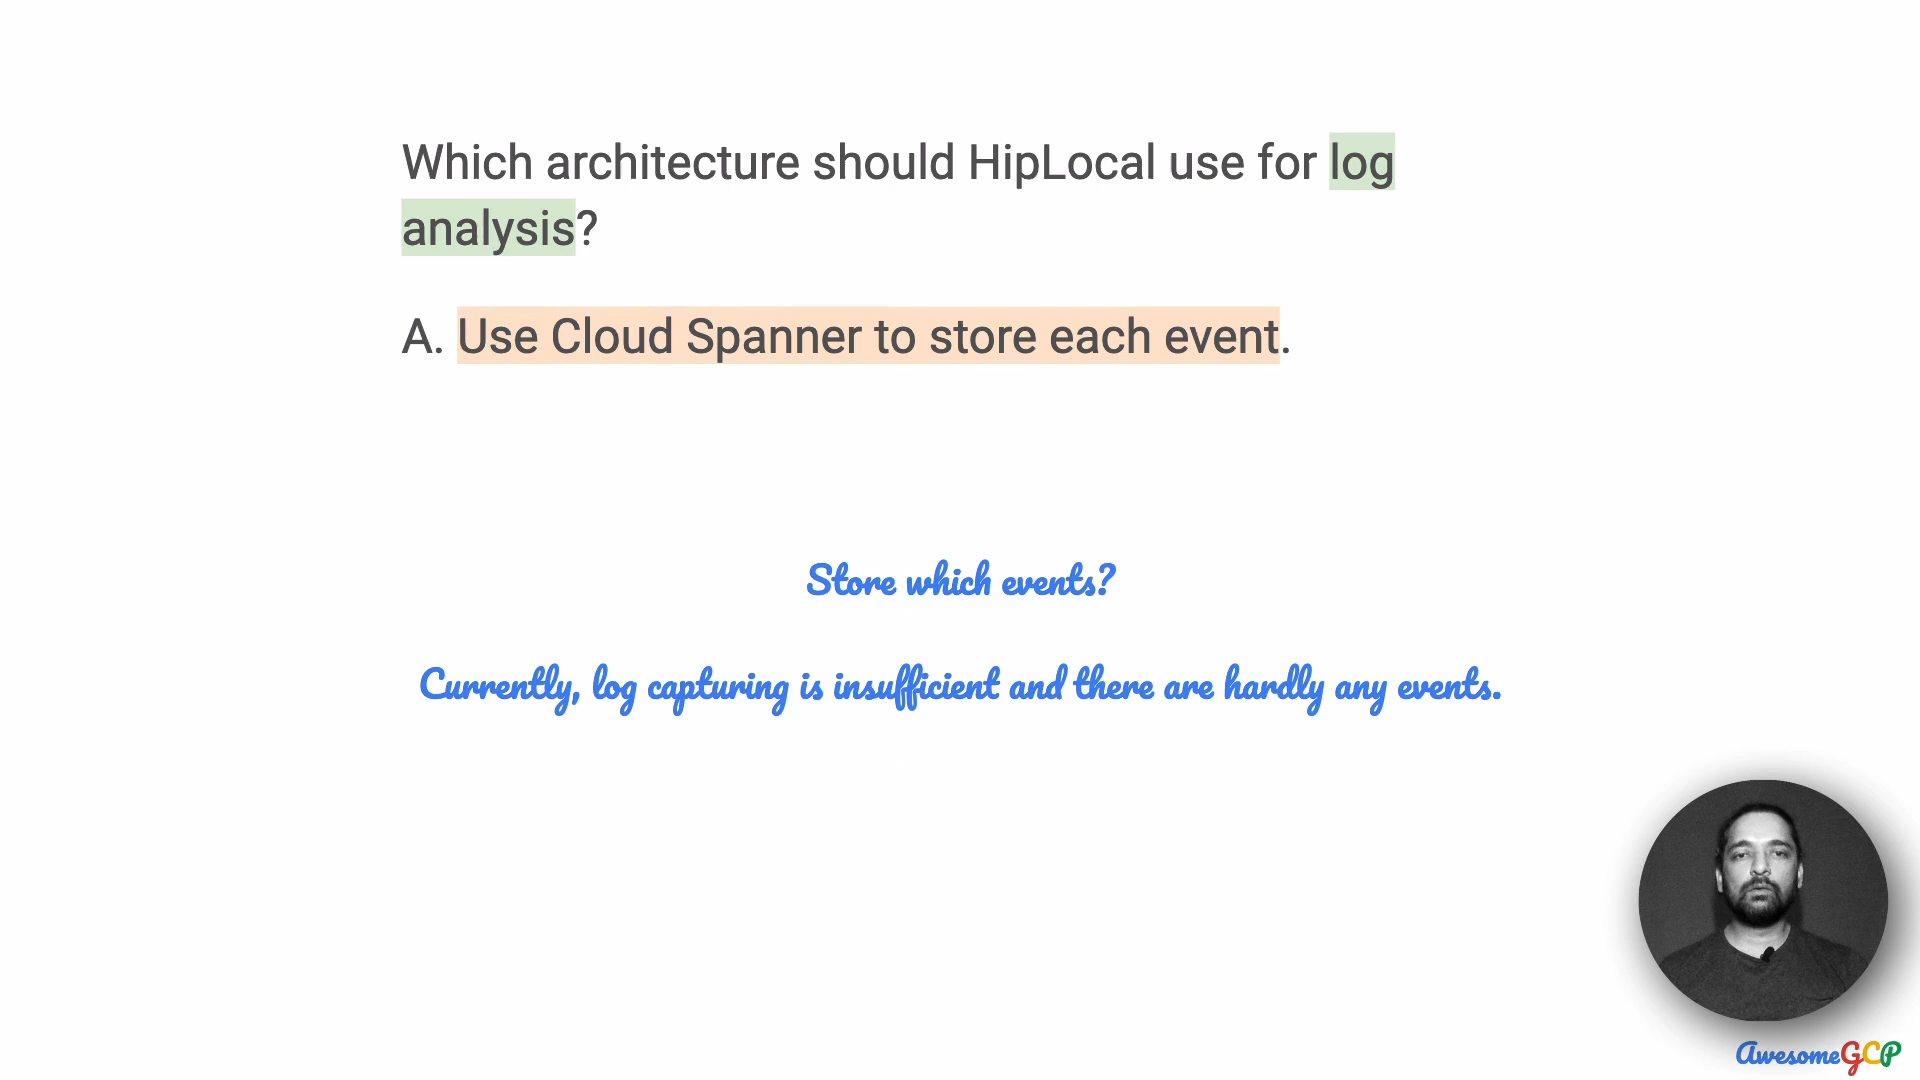 Which architecture should HipLocal use for log
analysis?
A. Use Cloud Spanner to store each event.
Store which events?
Currently, log capturing is insufficient and there are hardly any events.
AwesomeGCP